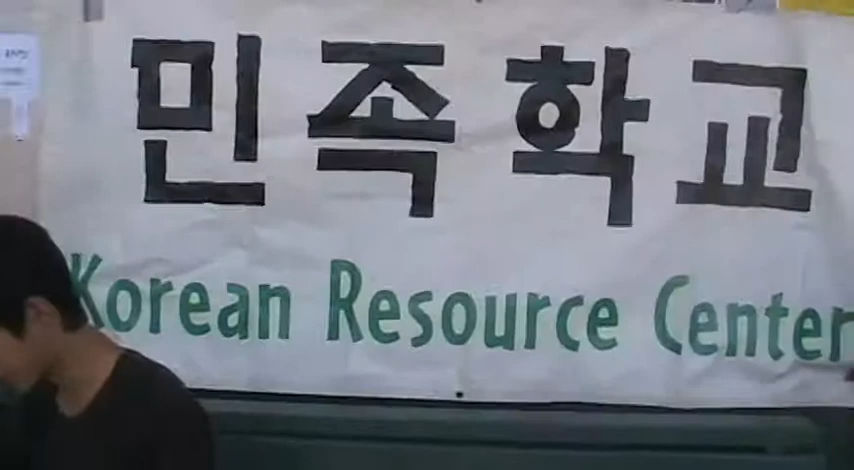 민족학교
Korean Resource Center